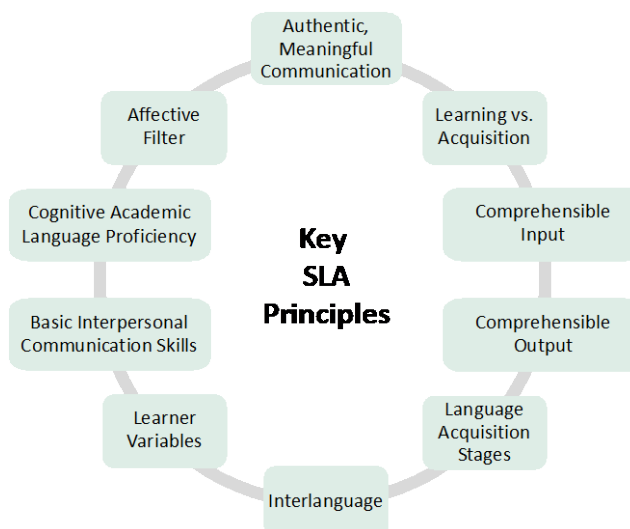 Authentic,
Meaningful
Communication
Learning vs.
Acquisition
Comprehensible
Input
Comprehensible
Output
Language
Acquisition
Stages
Interlanguage
Learner
Variables
Basic Interpersonal
Communication Skills
Cognitive Academic
Language Proficiency
Affective
Filter
Key
SLA
Principles